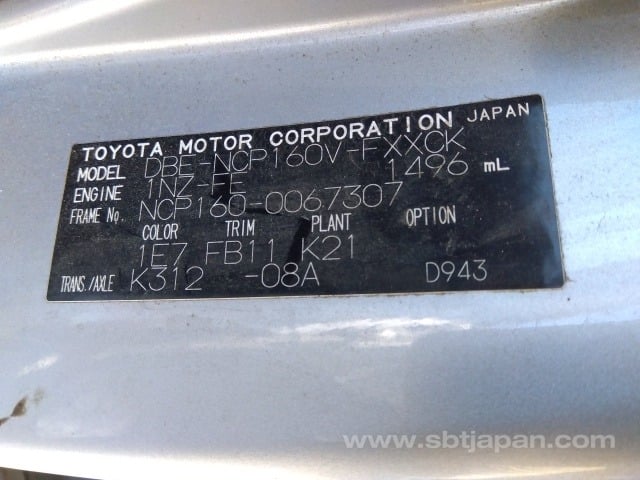 TOYOTA MOTOR CORPORATION JAPAN
MODEL DBE-NCP160V-FXXCK
ENGINE 1NZ-FE 1496 mL
FRAME No. NCP160-0067307
COLOR TRIM PLANT OPTION
1E7 FB11 K21
TRANS./AXLE K312 -08A D943
www.sbtjapan.com